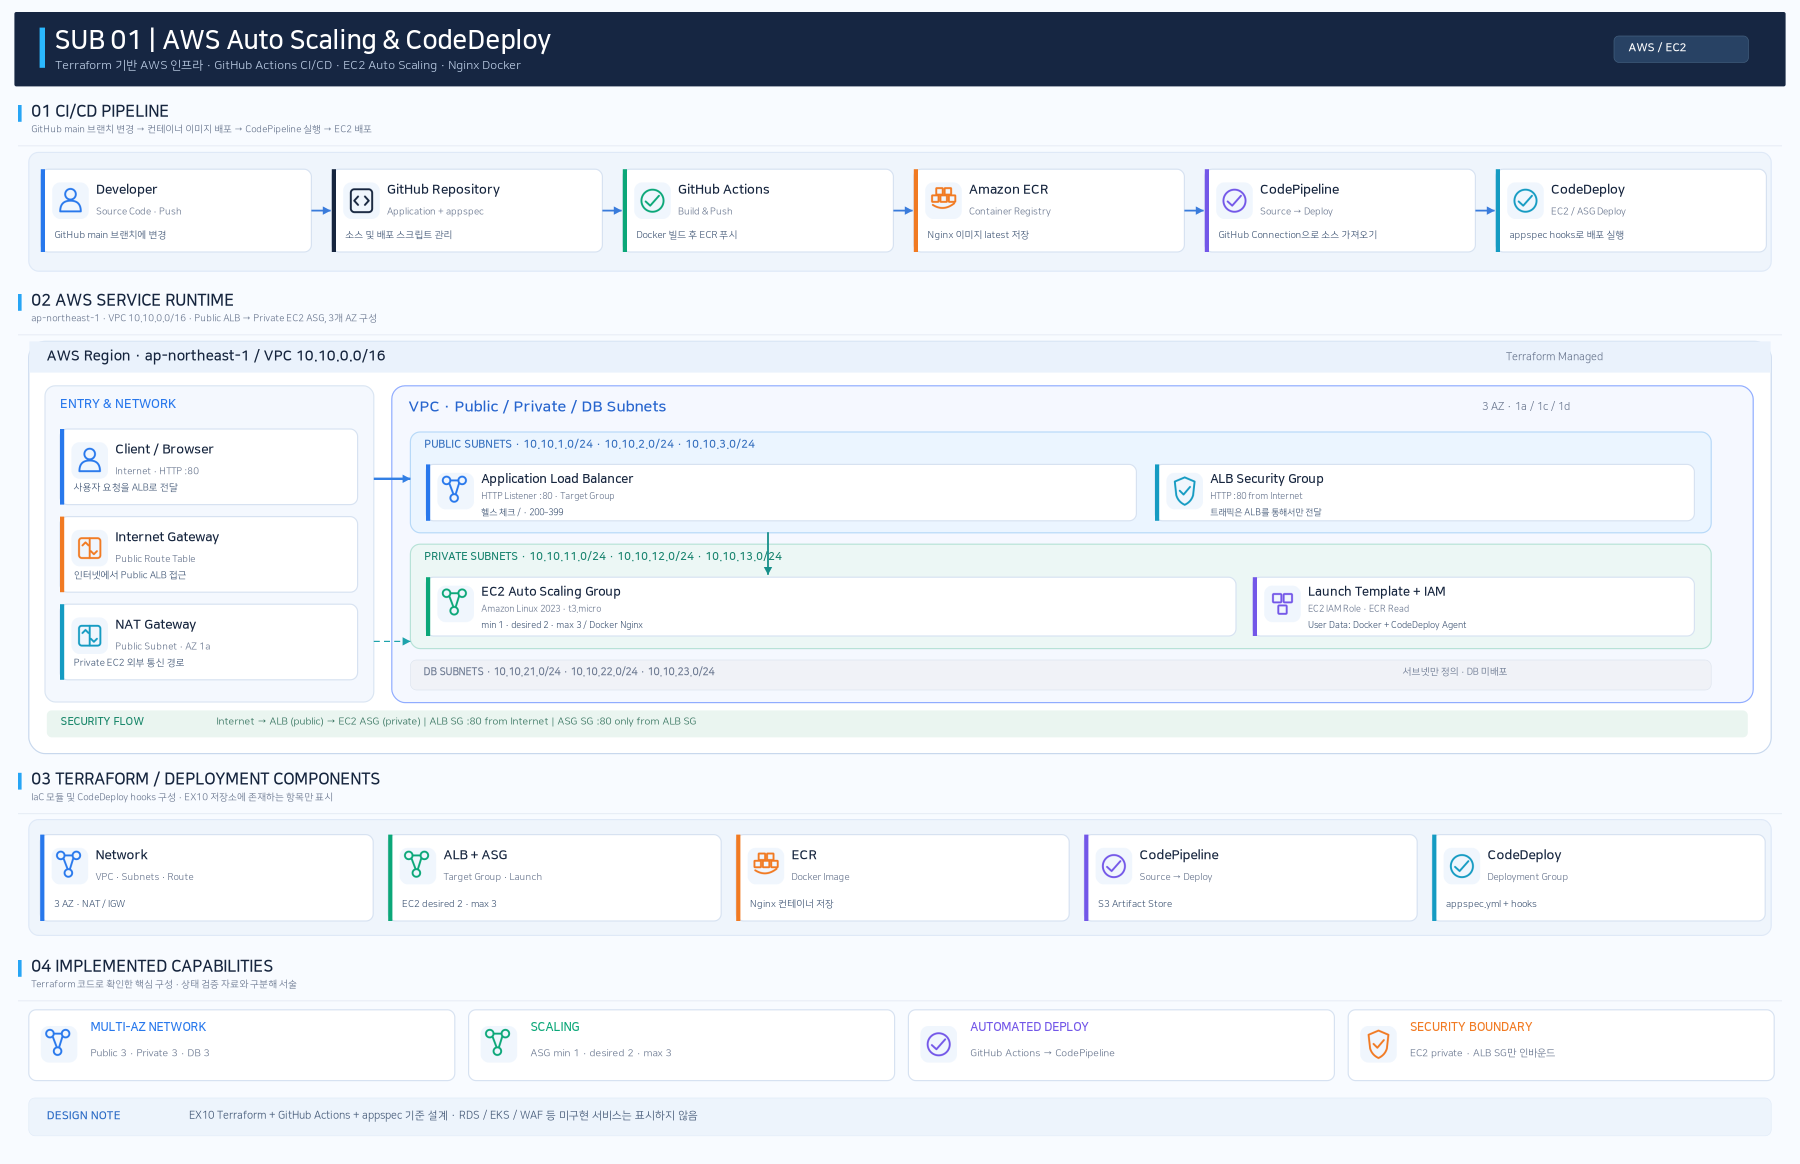 SUB 01 | AWS Auto Scaling & CodeDeploy
Terraform 기반 AWS 인프라 · GitHub Actions CI/CD · EC2 Auto Scaling · Nginx Docker
AWS / EC2
01 CI/CD PIPELINE
GitHub main 브랜치 변경 → 컨테이너 이미지 배포 → CodePipeline 실행 → EC2 배포
Developer
Source Code · Push
GitHub main 브랜치에 변경
GitHub Repository
Application + appspec
소스 및 배포 스크립트 관리
GitHub Actions
Build & Push
Docker 빌드 후 ECR 푸시
Amazon ECR
Container Registry
Nginx 이미지 latest 저장
CodePipeline
Source → Deploy
GitHub Connection으로 소스 가져오기
CodeDeploy
EC2 / ASG Deploy
appspec hooks로 배포 실행
02 AWS SERVICE RUNTIME
ap-northeast-1 · VPC 10.10.0.0/16 · Public ALB → Private EC2 ASG, 3개 AZ 구성
AWS Region · ap-northeast-1 / VPC 10.10.0.0/16
Terraform Managed
ENTRY & NETWORK
Client / Browser
Internet · HTTP :80
사용자 요청을 ALB로 전달
Internet Gateway
Public Route Table
인터넷에서 Public ALB 접근
NAT Gateway
Public Subnet · AZ 1a
Private EC2 외부 통신 경로
VPC · Public / Private / DB Subnets
3 AZ · 1a / 1c / 1d
PUBLIC SUBNETS · 10.10.1.0/24 · 10.10.2.0/24 · 10.10.3.0/24
Application Load Balancer
HTTP Listener :80 · Target Group
헬스 체크 / · 200-399
ALB Security Group
HTTP :80 from Internet
트래픽은 ALB를 통해서만 전달
PRIVATE SUBNETS · 10.10.11.0/24 · 10.10.12.0/24 · 10.10.13.0/24
EC2 Auto Scaling Group
Amazon Linux 2023 · t3.micro
min 1 · desired 2 · max 3 / Docker Nginx
Launch Template + IAM
EC2 IAM Role · ECR Read
User Data: Docker + CodeDeploy Agent
DB SUBNETS · 10.10.21.0/24 · 10.10.22.0/24 · 10.10.23.0/24
서브넷만 정의 · DB 미배포
SECURITY FLOW
Internet → ALB (public) → EC2 ASG (private) | ALB SG :80 from Internet | ASG SG :80 only from ALB SG
03 TERRAFORM / DEPLOYMENT COMPONENTS
IaC 모듈 및 CodeDeploy hooks 구성 · EX10 저장소에 존재하는 항목만 표시
Network
VPC · Subnets · Route
3 AZ · NAT / IGW
ALB + ASG
Target Group · Launch
EC2 desired 2 · max 3
ECR
Docker Image
Nginx 컨테이너 저장
CodePipeline
Source → Deploy
S3 Artifact Store
CodeDeploy
Deployment Group
appspec.yml + hooks
04 IMPLEMENTED CAPABILITIES
Terraform 코드로 확인한 핵심 구성 · 상태 검증 자료와 구분해 서술
MULTI-AZ NETWORK
Public 3 · Private 3 · DB 3
SCALING
ASG min 1 · desired 2 · max 3
AUTOMATED DEPLOY
GitHub Actions → CodePipeline
SECURITY BOUNDARY
EC2 private · ALB SG만 인바운드
DESIGN NOTE
EX10 Terraform + GitHub Actions + appspec 기준 설계 · RDS / EKS / WAF 등 미구현 서비스는 표시하지 않음